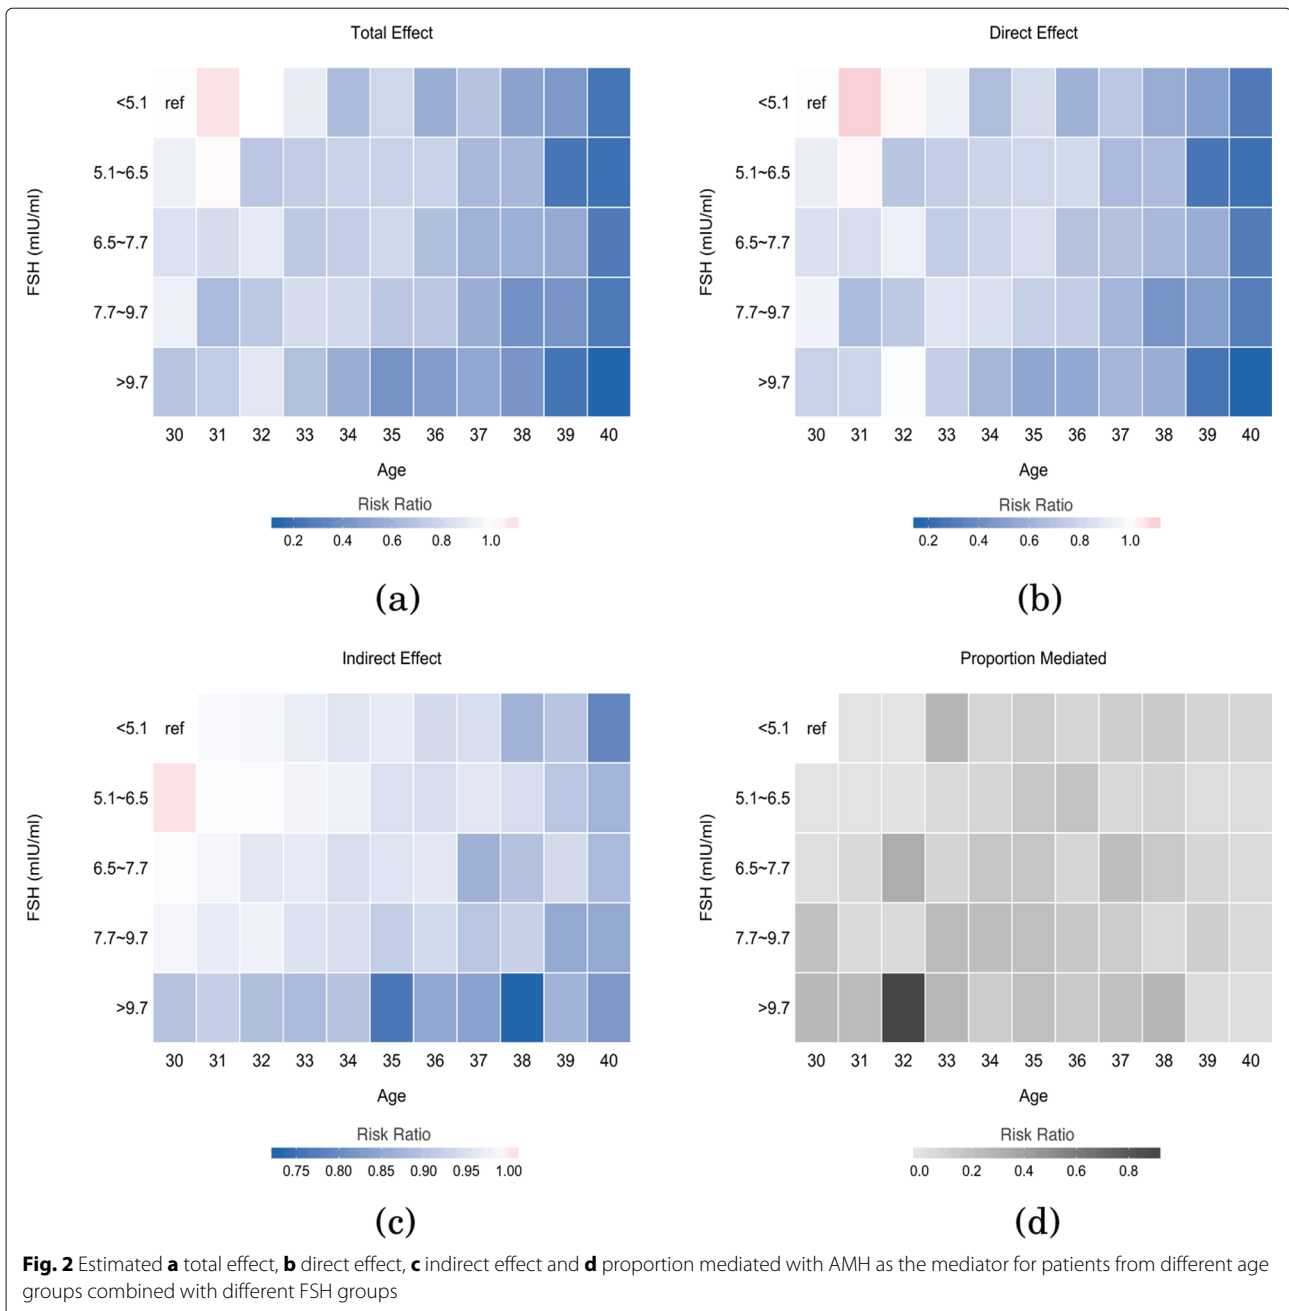 Total Effect
FSH (mIU/ml)
<5.1
ref
5.1~6.5
6.5~7.7
7.7~9.7
>9.7
30 31 32 33 34 35 36 37 38 39 40
Age
Risk Ratio
0.2 0.4 0.6 0.8 1.0
(a)
Direct Effect
FSH (mIU/ml)
<5.1
ref
5.1~6.5
6.5~7.7
7.7~9.7
>9.7
30 31 32 33 34 35 36 37 38 39 40
Age
Risk Ratio
0.2 0.4 0.6 0.8 1.0
(b)
Indirect Effect
FSH (mIU/ml)
<5.1
ref
5.1~6.5
6.5~7.7
7.7~9.7
>9.7
30 31 32 33 34 35 36 37 38 39 40
Age
Risk Ratio
0.75 0.80 0.85 0.90 0.95 1.00
(c)
Proportion Mediated
FSH (mIU/ml)
<5.1
ref
5.1~6.5
6.5~7.7
7.7~9.7
>9.7
30 31 32 33 34 35 36 37 38 39 40
Age
Risk Ratio
0.0 0.2 0.4 0.6 0.8
(d)
Fig. 2 Estimated a total effect, b direct effect, c indirect effect and d proportion mediated with AMH as the mediator for patients from different age
groups combined with different FSH groups